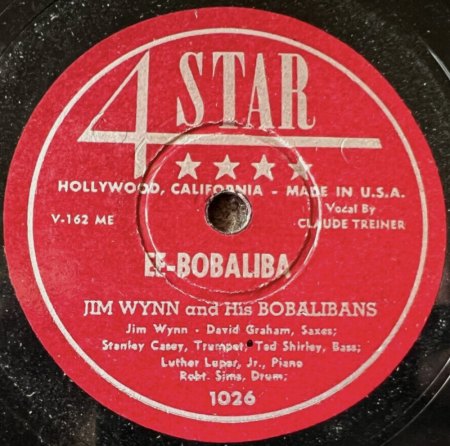 4 STAR
HOLLYWOOD, CALIFORNIA - MADE IN U.S.A.
V-162 ME
Vocal By
CLAUDE TREINER
EE-BOBALIBA
JIM WYNN and His BOBALIBANS
Jim Wynn - David Graham, Saxes;
Stanley Casey, Trumpet; Ted Shirley, Bass;
Luther Luper, Jr., Piano
Robt. Sims, Drum;
1026